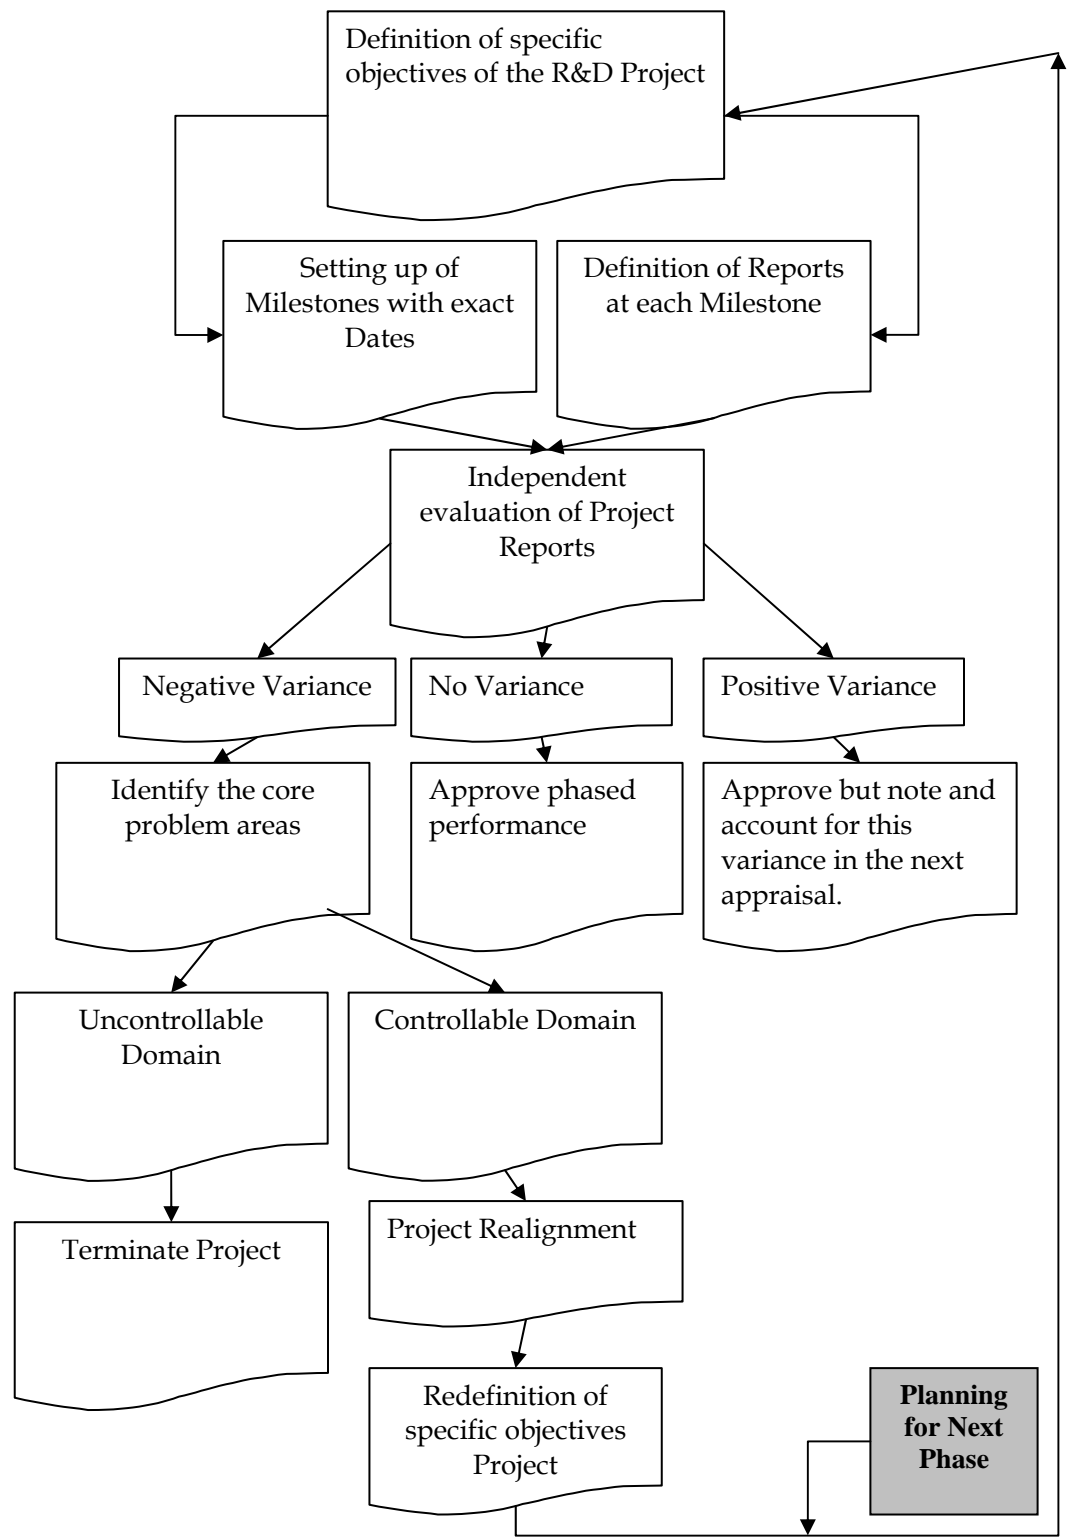 Definition of specific
objectives of the R&D Project
Setting up of
Milestones with exact
Dates
Definition of Reports
at each Milestone
Independent
evaluation of Project
Reports
Negative Variance
No Variance
Positive Variance
Identify the core
problem areas
Approve phased
performance
Approve but note and
account for this
variance in the next
appraisal.
Uncontrollable
Domain
Controllable Domain
Terminate Project
Project Realignment
Redefinition of
specific objectives
Project
Planning
for Next
Phase